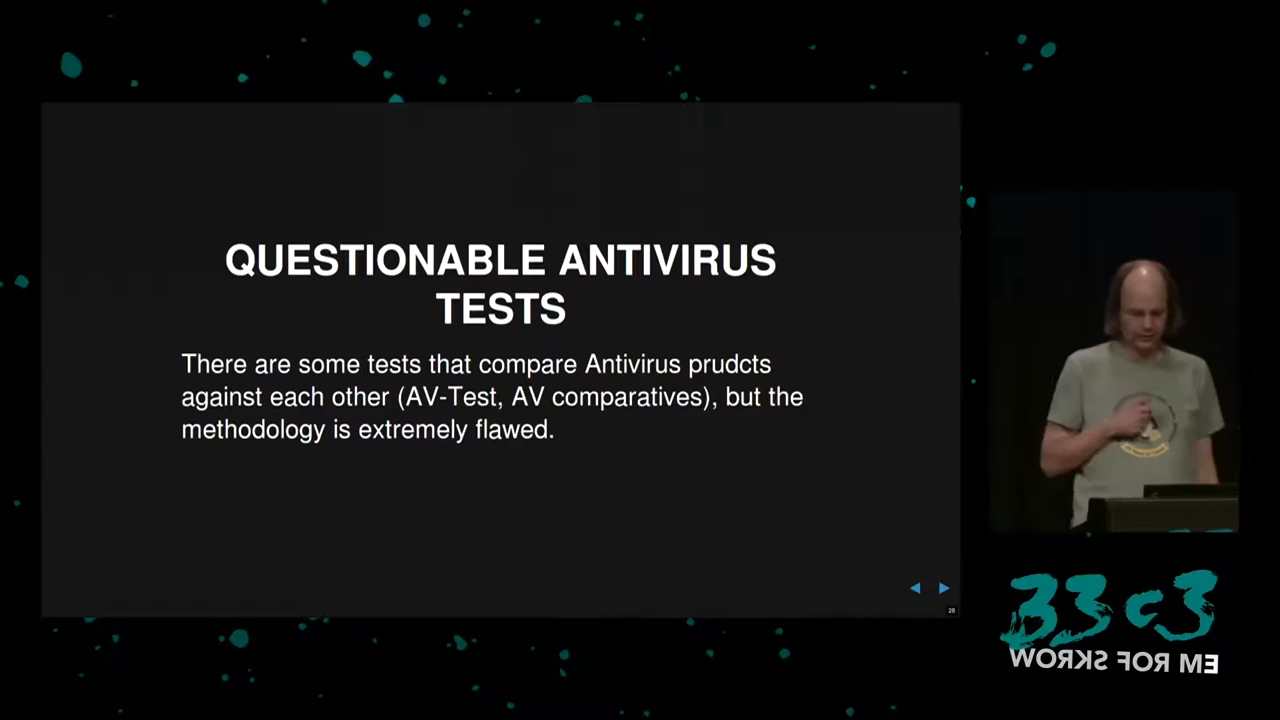 QUESTIONABLE ANTIVIRUS
TESTS
There are some tests that compare Antivirus prudcts
against each other (AV-Test, AV comparatives), but the
methodology is extremely flawed.
26
33c3
WORKS FOR ME